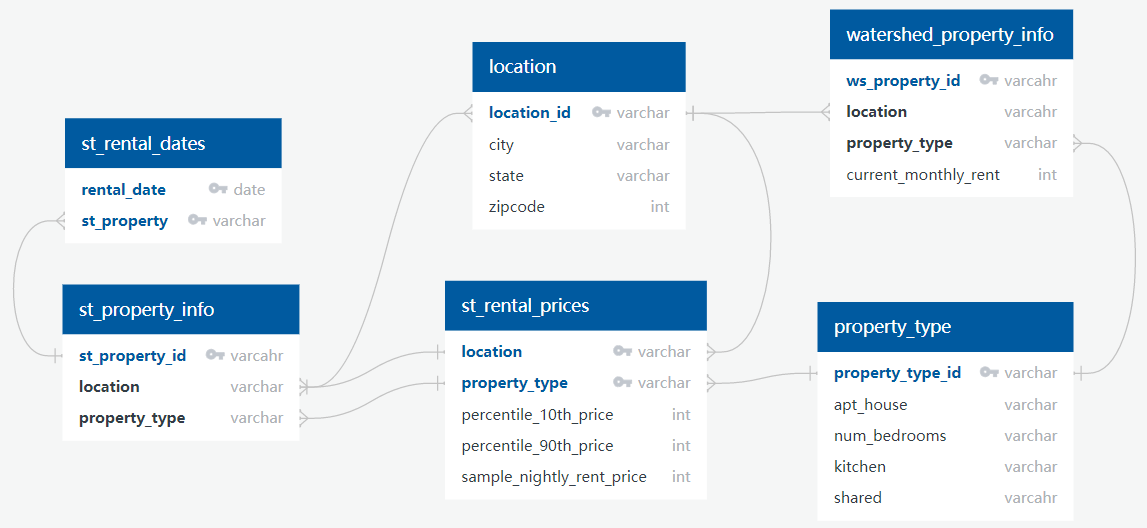 st_rental_dates
rental_date date
st_property varchar
st_property_info
st_property_id varcahr
location varchar
property_type varchar
location
location_id varchar
city varchar
state varchar
zipcode int
st_rental_prices
location varchar
property_type varchar
percentile_10th_price int
percentile_90th_price int
sample_nightly_rent_price int
watershed_property_info
ws_property_id varcahr
location varcahr
property_type varchar
current_monthly_rent int
property_type
property_type_id varchar
apt_house varchar
num_bedrooms varchar
kitchen varchar
shared varcahr